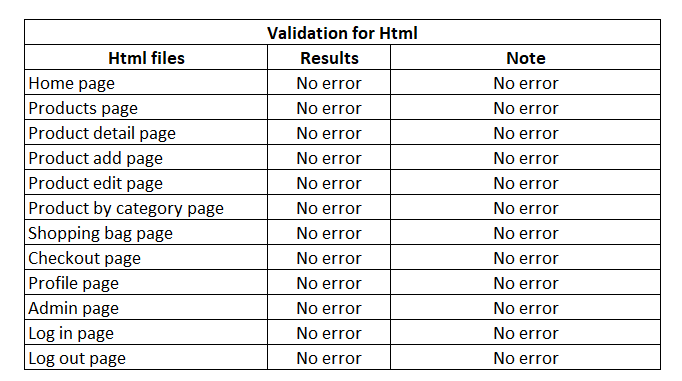 Validation for Html
Html files Results Note
Home page No error No error
Products page No error No error
Product detail page No error No error
Product add page No error No error
Product edit page No error No error
Product by category page No error No error
Shopping bag page No error No error
Checkout page No error No error
Profile page No error No error
Admin page No error No error
Log in page No error No error
Log out page No error No error